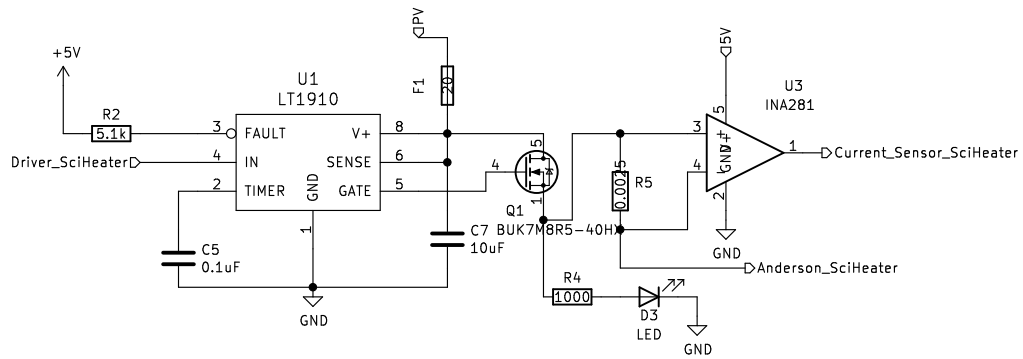 PV
+5V
F1
20
5V
U1
LT1910
U3
INA281
R2
5.1k
3
FAULT
V+
8
5
5
3
+
V+
1
Current_Sensor_SciHeater
Driver_SciHeater
4
IN
SENSE
6
4
4
-
GND
2
TIMER
GND
GATE
5
0.0025
R5
2
1
1
Q1
BUK7M8R5-40HX
C7
10uF
C5
0.1uF
GND
Anderson_SciHeater
R4
1000
GND
D3
LED
GND